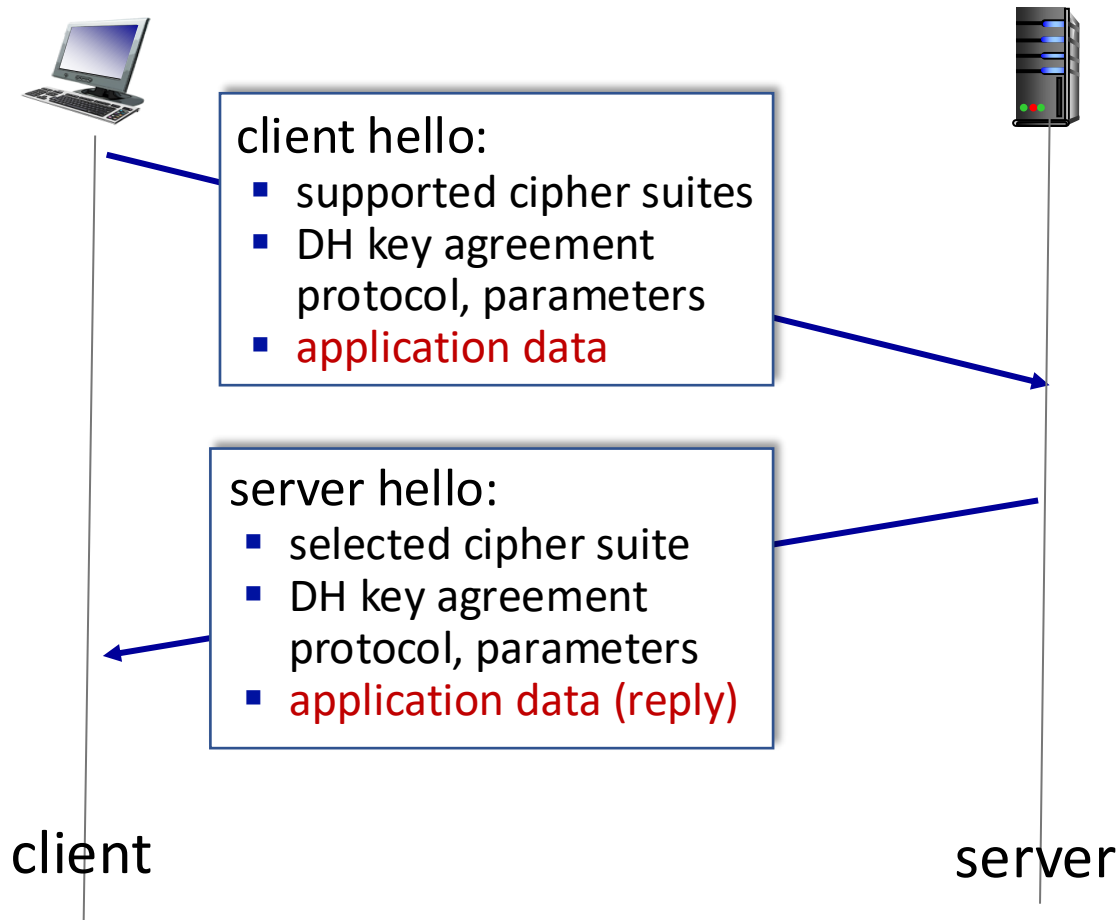 client hello:
▪ supported cipher suites
▪ DH key agreement
protocol, parameters
▪ application data
server hello:
▪ selected cipher suite
▪ DH key agreement
protocol, parameters
▪ application data (reply)
client
server